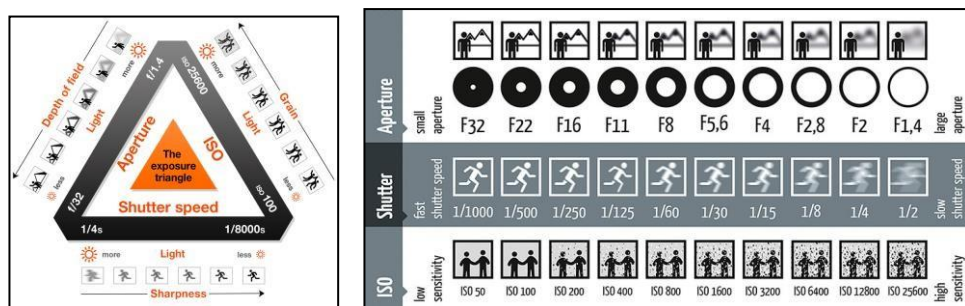 Depth of field
more
Light
less
f/1.4
f/32
Aperture
ISO 25600
ISO
ISO 100
more
Light
less
Grain
The
exposure
triangle
Shutter speed
1/4s
1/8000s
more
Light
less
Sharpness
Aperture
small
aperture
F32 F22 F16 F11 F8 F5,6 F4 F2,8 F2 F1,4
large
aperture
Shutter
fast
shutter speed
1/1000 1/500 1/250 1/125 1/60 1/30 1/15 1/8 1/4 1/2
slow
shutter speed
ISO
low
sensitivity
ISO 50 ISO 100 ISO 200 ISO 400 ISO 800 ISO 1600 ISO 3200 ISO 6400 ISO 12800 ISO 25600
high
sensitivity